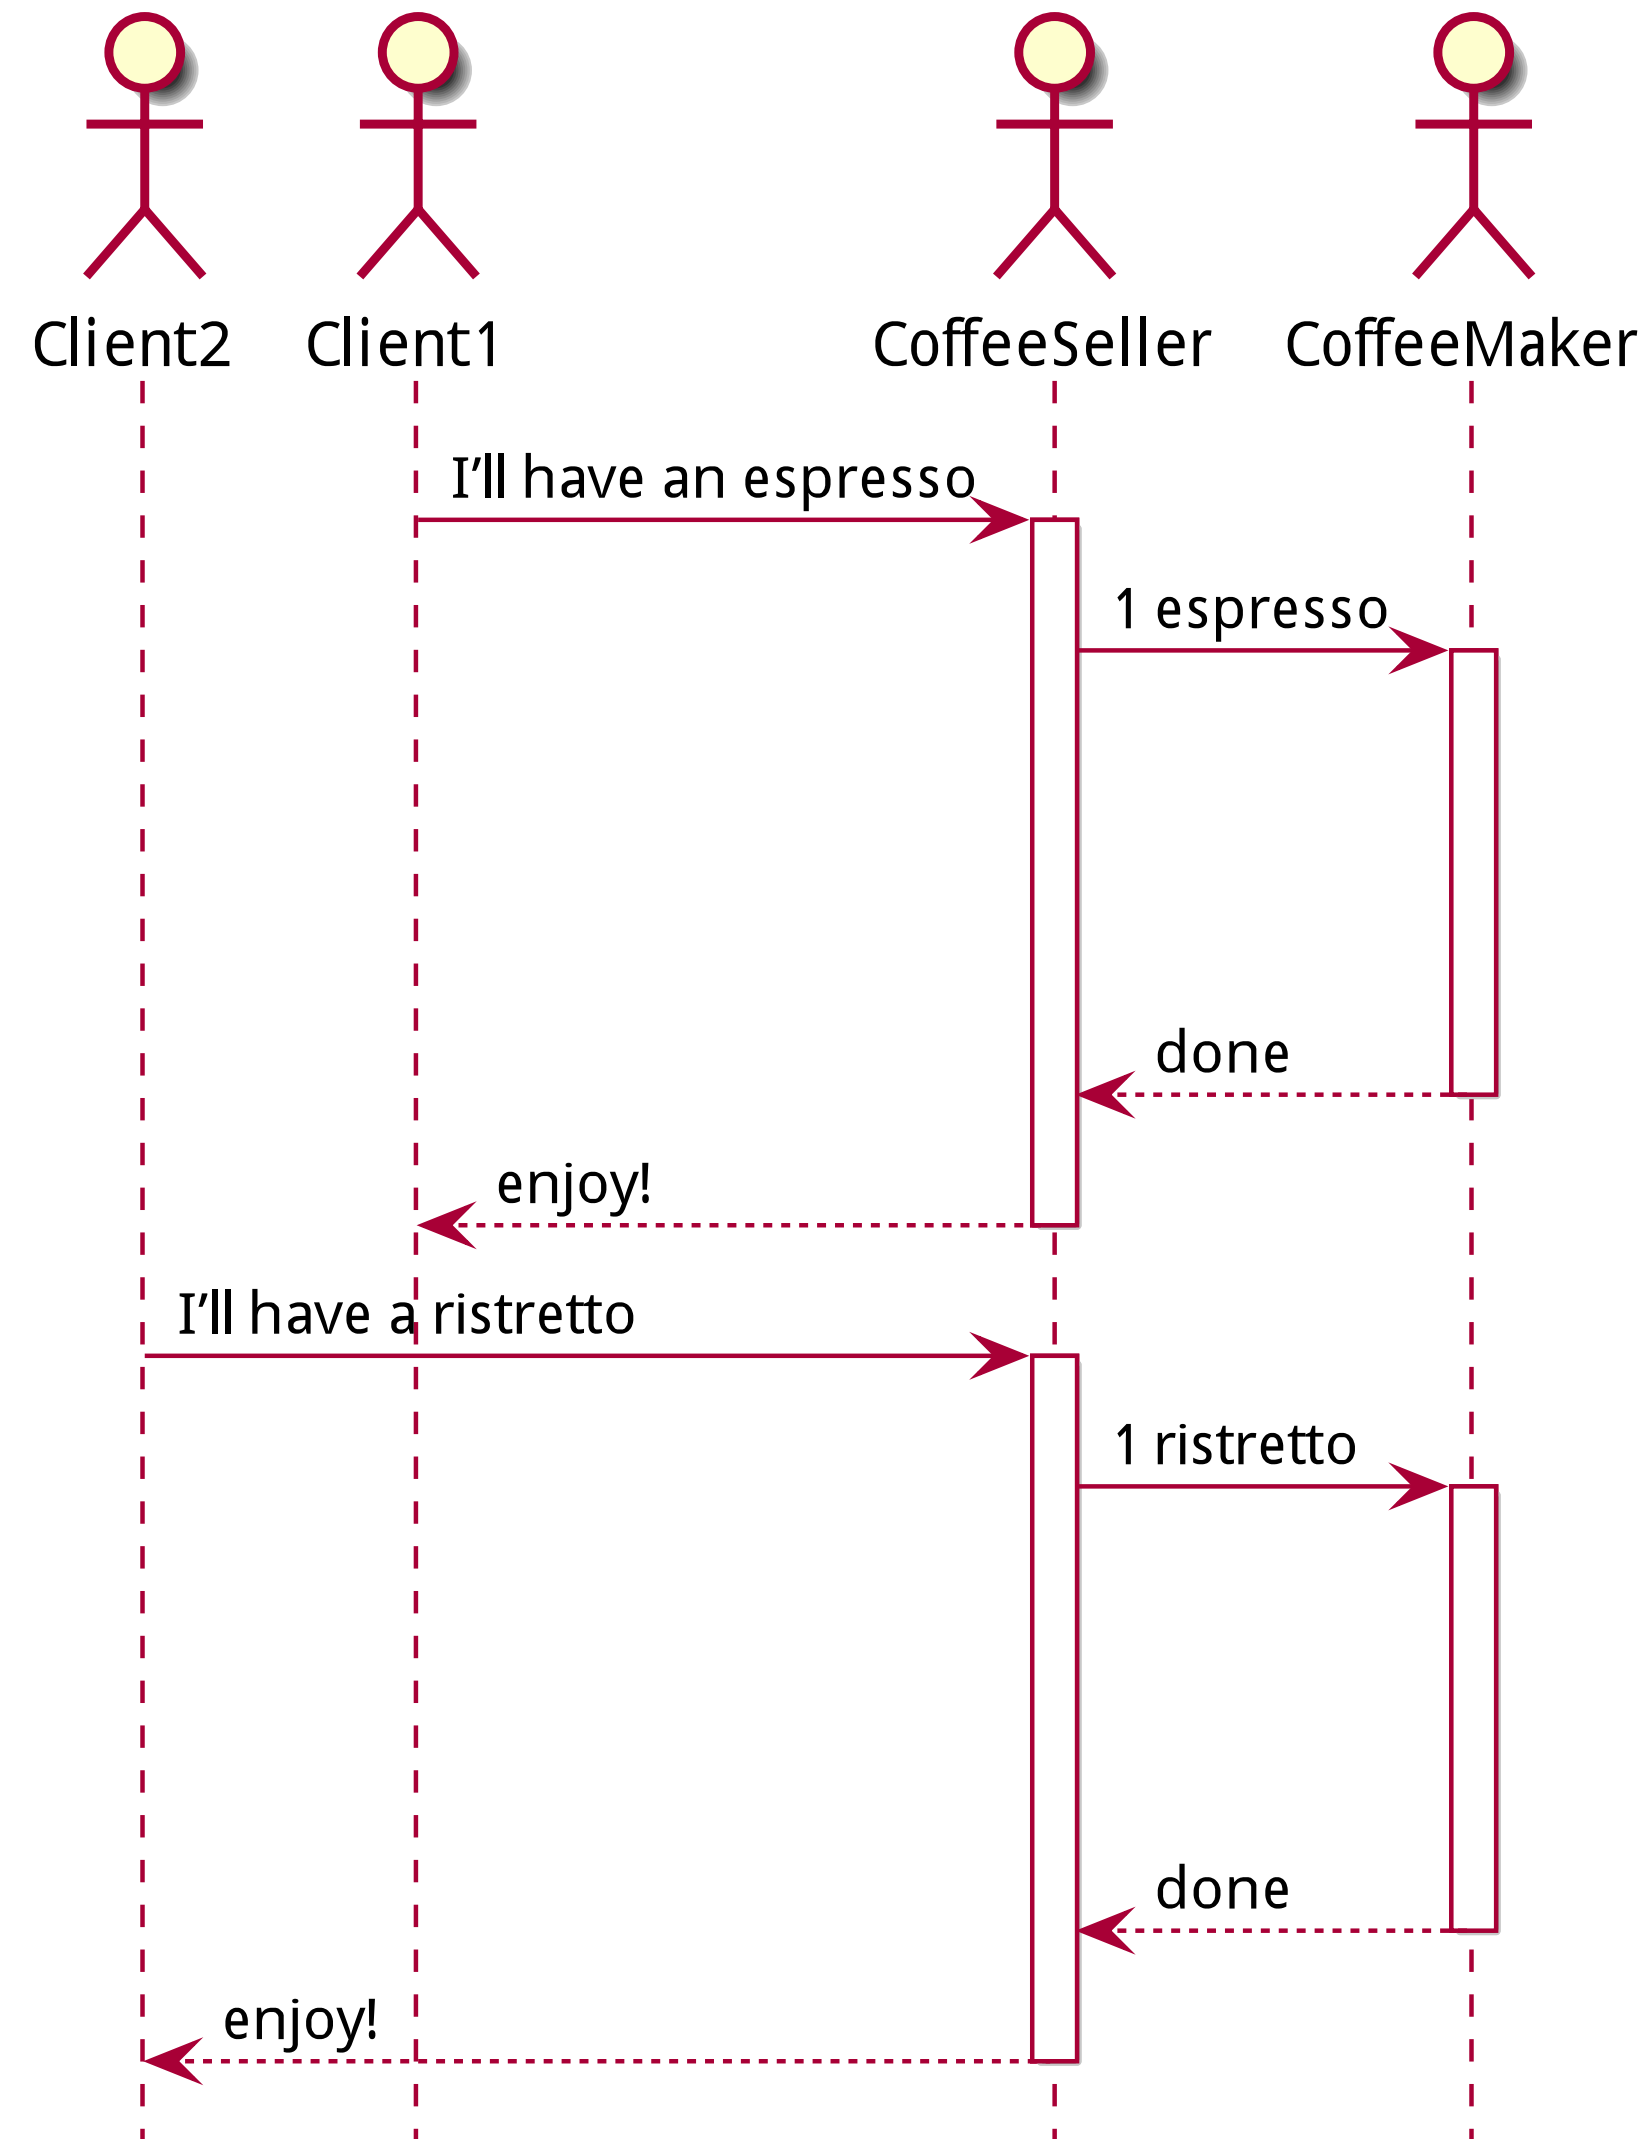 Client2
Client1
CoffeeSeller
CoffeeMaker
I’ll have an espresso
1 espresso
done
enjoy!
I’ll have a ristretto
1 ristretto
done
enjoy!